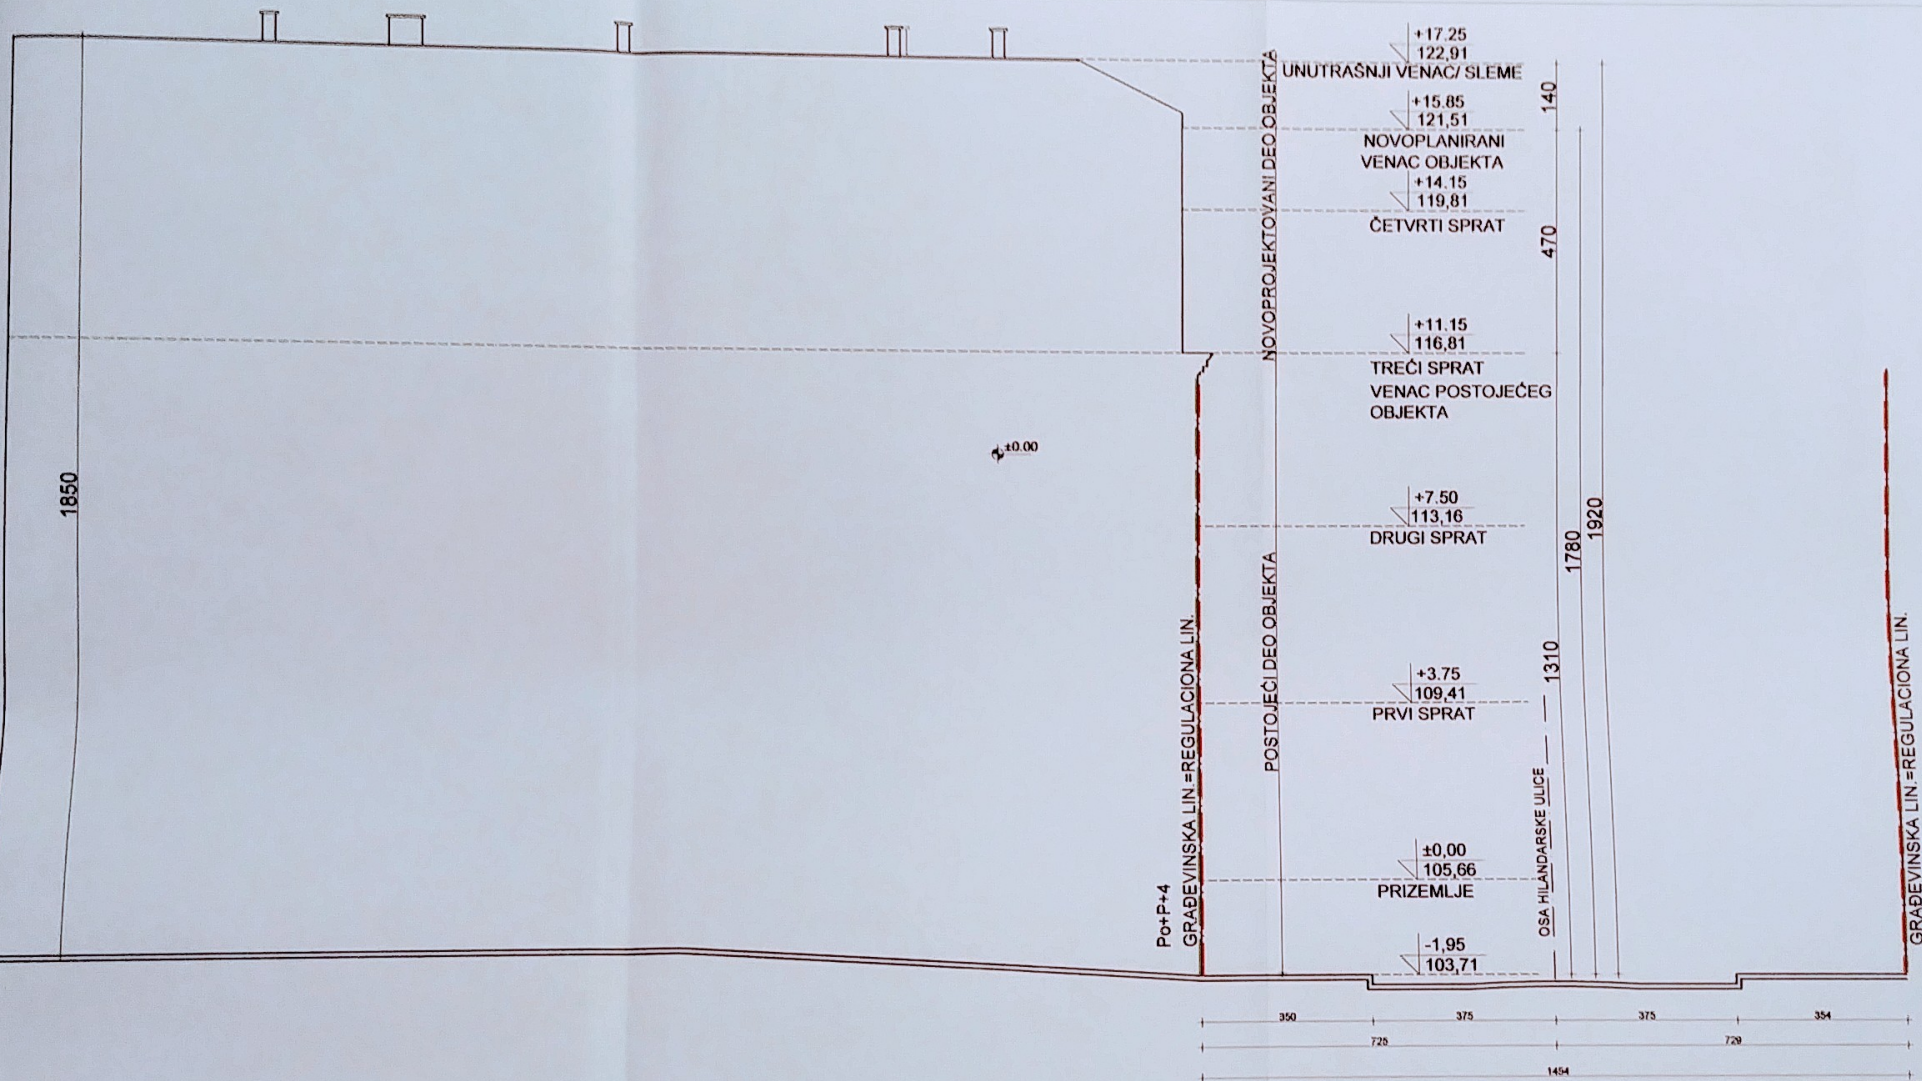 +17.25
122,91
UNUTRAŠNJI VENAC/ SLEME
+15.85
121,51
NOVOPLANIRANI
VENAC OBJEKTA
+14.15
119,81
ČETVRTI SPRAT
+11.15
116,81
TREĆI SPRAT
VENAC POSTOJEĆEG
OBJEKTA
+7.50
113,16
DRUGI SPRAT
+3.75
109,41
PRVI SPRAT
±0,00
105,66
PRIZEMLJE
-1,95
103,71
NOVOPROJEKTOVANI DEO OBJEKTA
POSTOJEĆI DEO OBJEKTA
140
470
1310
1780
1920
1850
±0.00
Po+P+4
GRAĐEVINSKA LIN.=REGULACIONA LIN.
OSA HILANDARSKE ULICE
GRAĐEVINSKA LIN.=REGULACIONA LIN.
350
375
375
354
725
729
1454